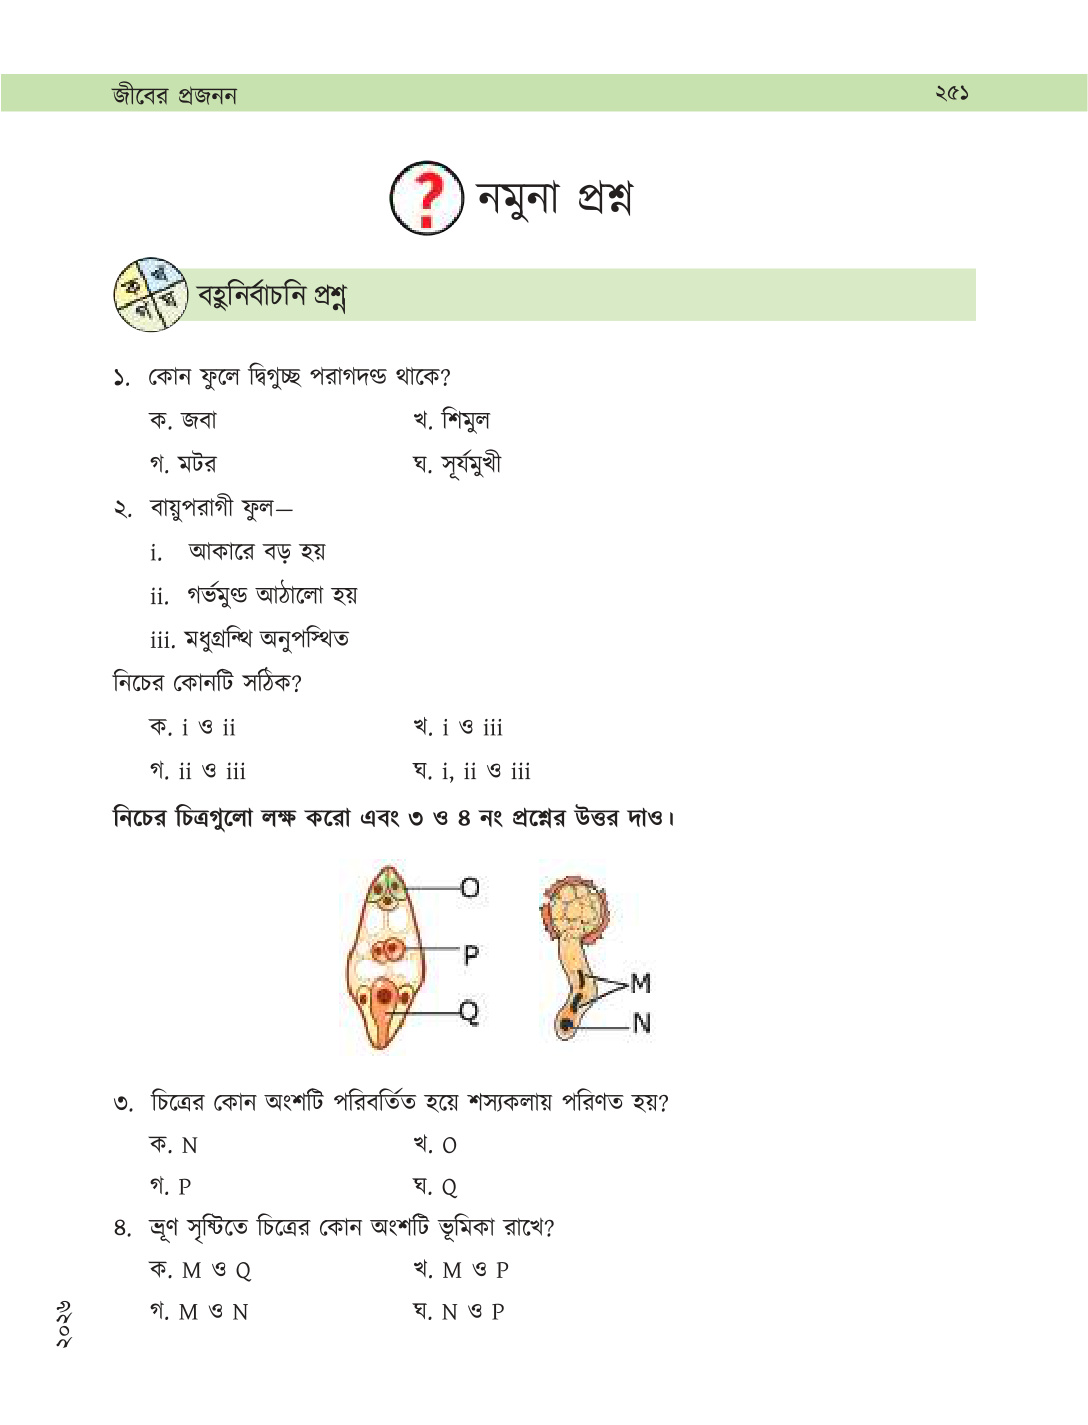 জীবের প্রজনন ২৫১
? নমুনা প্রশ্ন
ক খ গ ঘ
বহুনির্বাচনি প্রশ্ন
১. কোন ফুলে দ্বিগুচ্ছ পরাগদণ্ড থাকে?
ক. জবা খ. শিমুল
গ. মটর ঘ. সূর্যমুখী
২. বায়ুপরাগী ফুল—
i. আকারে বড় হয়
ii. গর্ভমুণ্ড আঠালো হয়
iii. মধুগ্রন্থি অনুপস্থিত
নিচের কোনটি সঠিক?
ক. i ও ii খ. i ও iii
গ. ii ও iii ঘ. i, ii ও iii
নিচের চিত্রগুলো লক্ষ করো এবং ৩ ও ৪ নং প্রশ্নের উত্তর দাও।
O
P
Q
M
N
৩. চিত্রের কোন অংশটি পরিবর্তিত হয়ে শস্যকলায় পরিণত হয়?
ক. N খ. O
গ. P ঘ. Q
৪. ভ্রূণ সৃষ্টিতে চিত্রের কোন অংশটি ভূমিকা রাখে?
ক. M ও Q খ. M ও P
গ. M ও N ঘ. N ও P
২০২৬